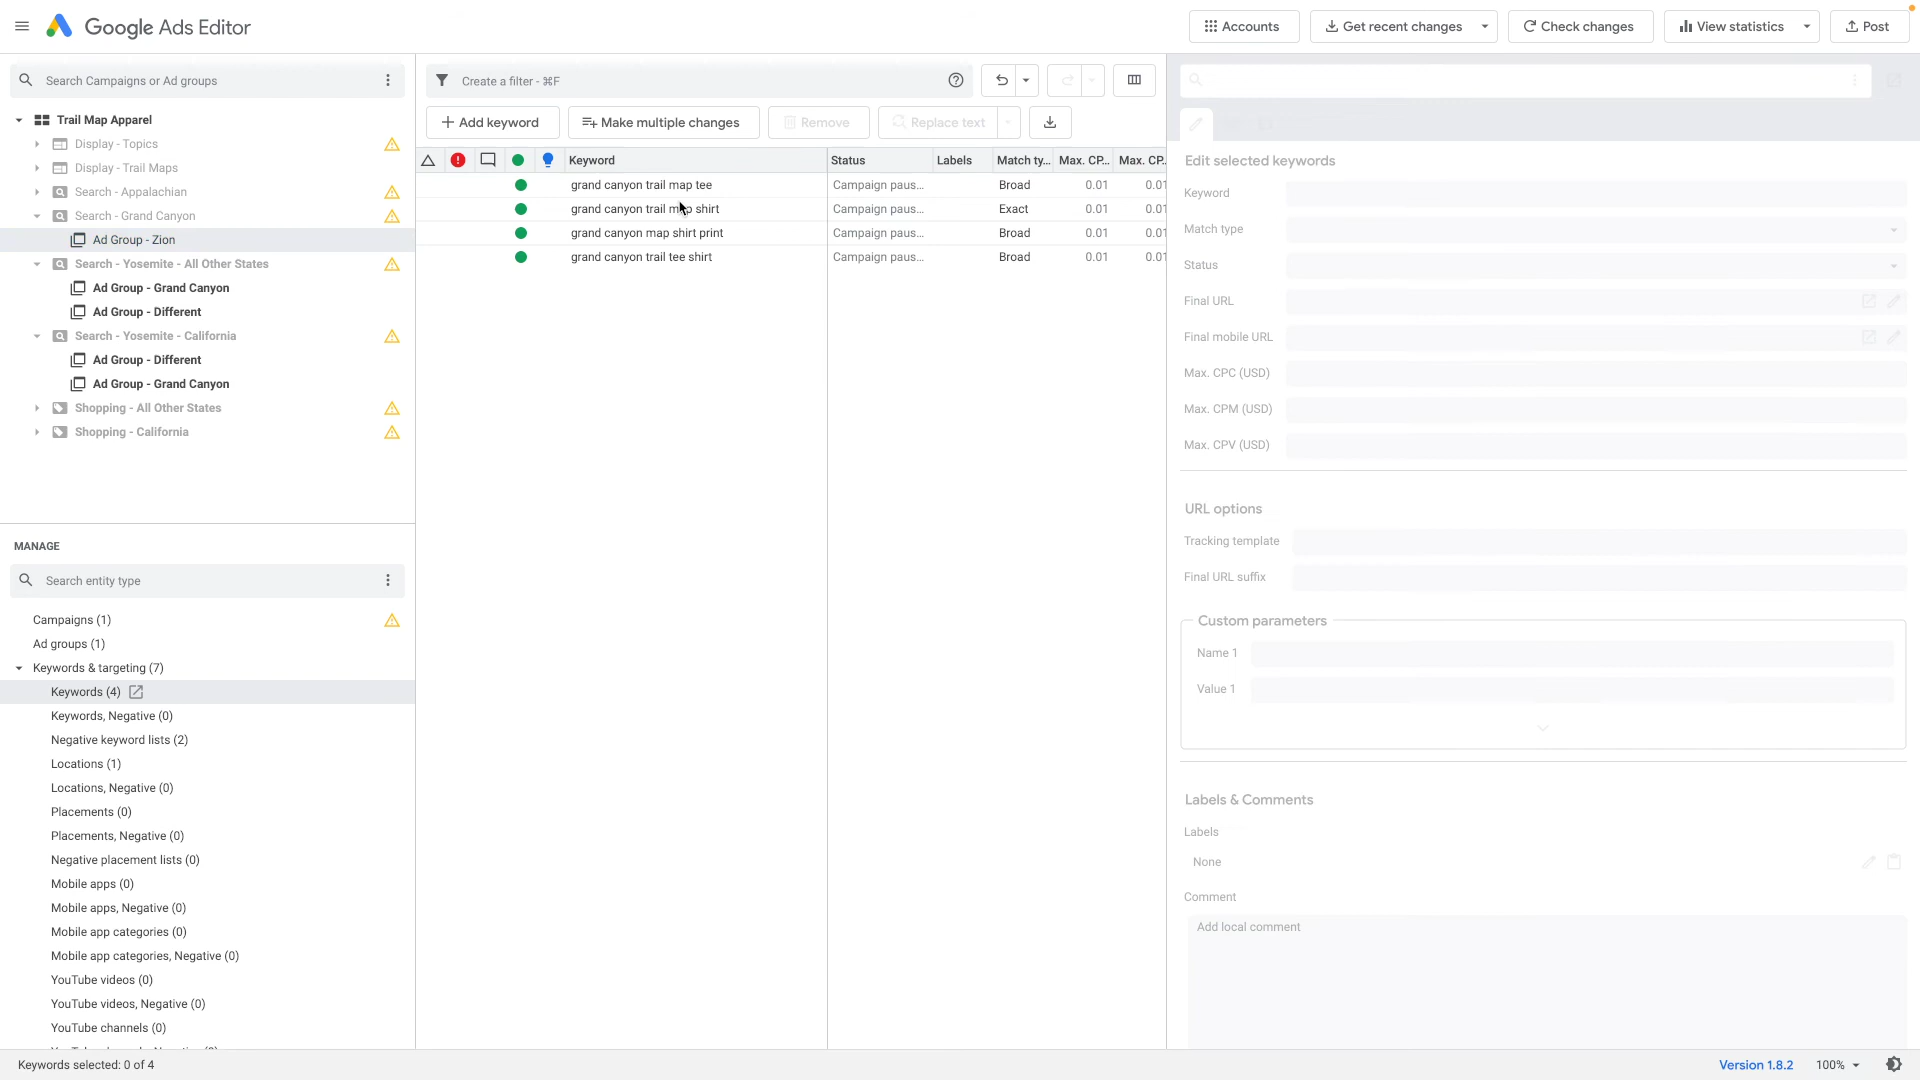 Google Ads Editor
Accounts
Get recent changes
Check changes
View statistics
Post
Search Campaigns or Ad groups
Trail Map Apparel
Display - Topics
Display - Trail Maps
Search - Appalachian
Search - Grand Canyon
Ad Group - Zion
Search - Yosemite - All Other States
Ad Group - Grand Canyon
Ad Group - Different
Search - Yosemite - California
Ad Group - Different
Ad Group - Grand Canyon
Shopping - All Other States
Shopping - California
MANAGE
Search entity type
Campaigns (1)
Ad groups (1)
Keywords & targeting (7)
Keywords (4)
Keywords, Negative (0)
Negative keyword lists (2)
Locations (1)
Locations, Negative (0)
Placements (0)
Placements, Negative (0)
Negative placement lists (0)
Mobile apps (0)
Mobile apps, Negative (0)
Mobile app categories (0)
Mobile app categories, Negative (0)
YouTube videos (0)
YouTube videos, Negative (0)
YouTube channels (0)
Create a filter - ⌘F
Add keyword
Make multiple changes
Remove
Replace text
Keyword Status Labels Match ty... Max. CP... Max. CP...
grand canyon trail map tee Campaign paus... Broad 0.01 0.01
grand canyon trail map shirt Campaign paus... Exact 0.01 0.01
grand canyon map shirt print Campaign paus... Broad 0.01 0.01
grand canyon trail tee shirt Campaign paus... Broad 0.01 0.01
Edit selected keywords
Keyword
Match type
Status
Final URL
Final mobile URL
Max. CPC (USD)
Max. CPM (USD)
Max. CPV (USD)
URL options
Tracking template
Final URL suffix
Custom parameters
Name 1
Value 1
Labels & Comments
Labels
None
Comment
Add local comment
Keywords selected: 0 of 4
Version 1.8.2
100%